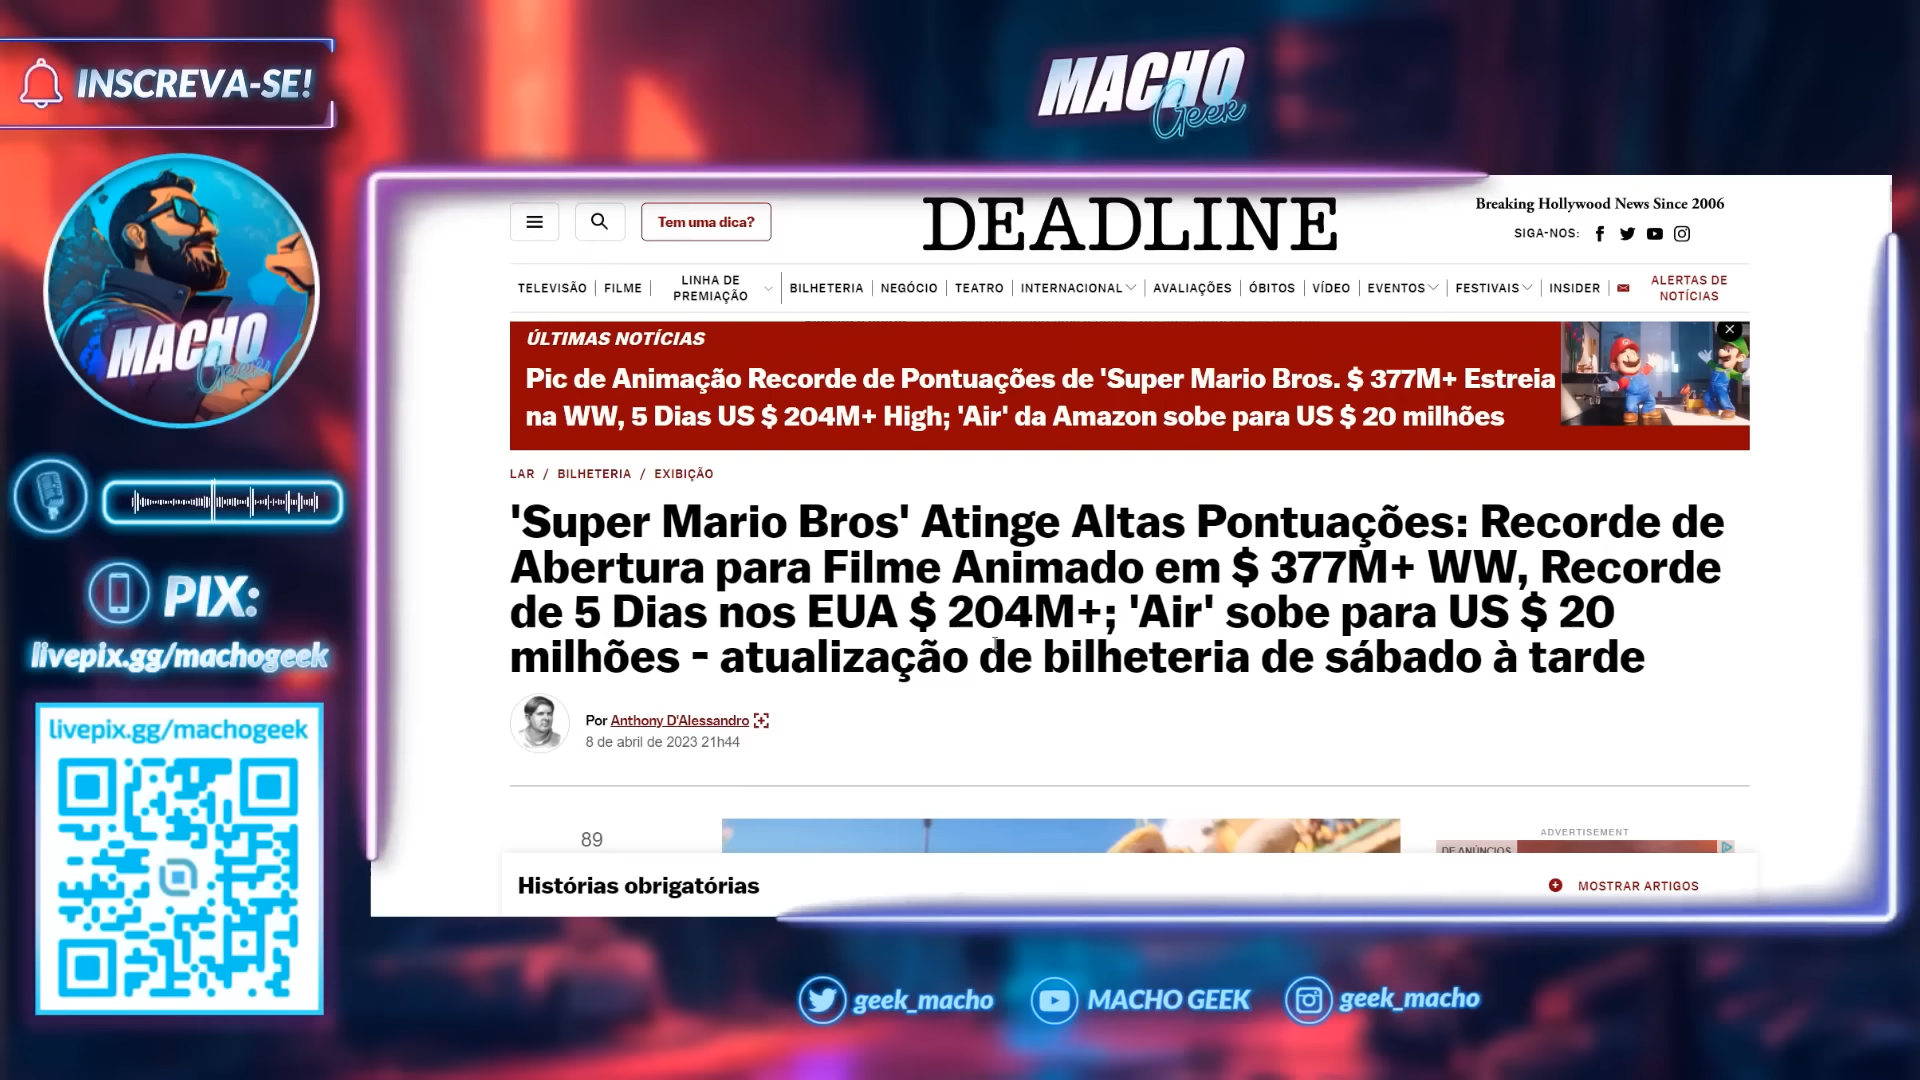 INSCREVA-SE!
MACHO
Geek
MACHO
Geek
PIX:
livepix.gg/machogeek
livepix.gg/machogeek
Tem uma dica?
DEADLINE
Breaking Hollywood News Since 2006
SIGA-NOS:
TELEVISÃO | FILME | LINHA DE PREMIAÇÃO | BILHETERIA | NEGÓCIO | TEATRO | INTERNACIONAL | AVALIAÇÕES | ÓBITOS | VÍDEO | EVENTOS | FESTIVAIS | INSIDER | ALERTAS DE NOTÍCIAS
ÚLTIMAS NOTÍCIAS
Pic de Animação Recorde de Pontuações de 'Super Mario Bros. $ 377M+ Estreia
na WW, 5 Dias US $ 204M+ High; 'Air' da Amazon sobe para US $ 20 milhões
LAR / BILHETERIA / EXIBIÇÃO
'Super Mario Bros' Atinge Altas Pontuações: Recorde de
Abertura para Filme Animado em $ 377M+ WW, Recorde
de 5 Dias nos EUA $ 204M+; 'Air' sobe para US $ 20
milhões - atualização de bilheteria de sábado à tarde
Por Anthony D'Alessandro
8 de abril de 2023 21h44
89
ADVERTISEMENT
DE ANÚNCIOS
Histórias obrigatórias
MOSTRAR ARTIGOS
geek_macho
MACHO GEEK
geek_macho